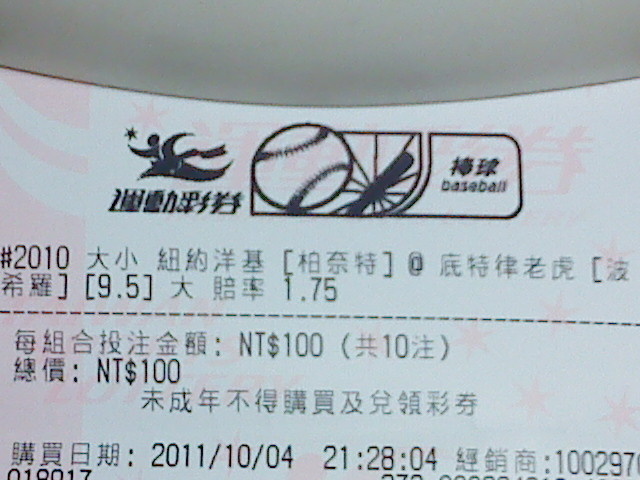 運動彩券
棒球
baseball
#2010 大小 紐約洋基 [柏奈特] @ 底特律老虎 [波
希羅] [9.5] 大 賠率 1.75
每組合投注金額: NT$100 (共10注)
總價: NT$100
未成年不得購買及兌領彩券
購買日期: 2011/10/04 21:28:04 經銷商:1002970
018017